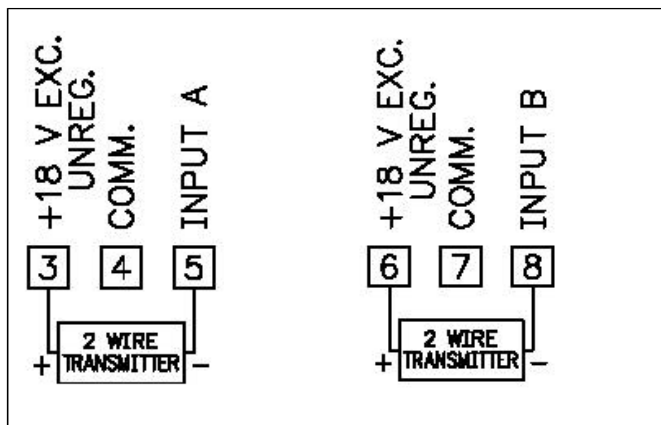 +18 V EXC.
UNREG.
COMM.
INPUT A
3
4
5
+
2 WIRE
TRANSMITTER
-
+18 V EXC.
UNREG.
COMM.
INPUT B
6
7
8
+
2 WIRE
TRANSMITTER
-